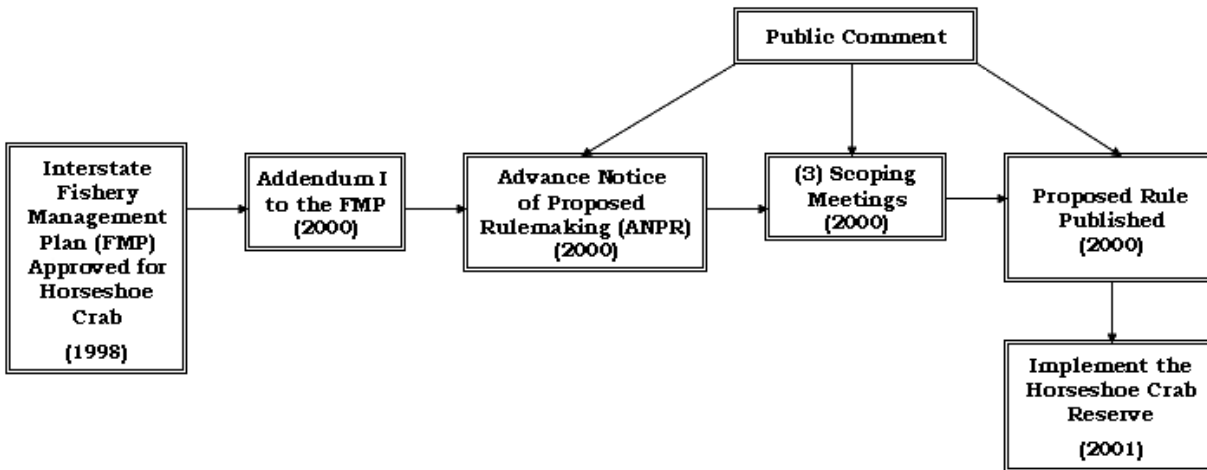 Public Comment
Interstate
Fishery
Management
Plan (FMP)
Approved for
Horseshoe
Crab
(1998)
Addendum I
to the FMP
(2000)
Advance Notice
of Proposed
Rulemaking (ANPR)
(2000)
(3) Scoping
Meetings
(2000)
Proposed Rule
Published
(2000)
Implement the
Horseshoe Crab
Reserve
(2001)